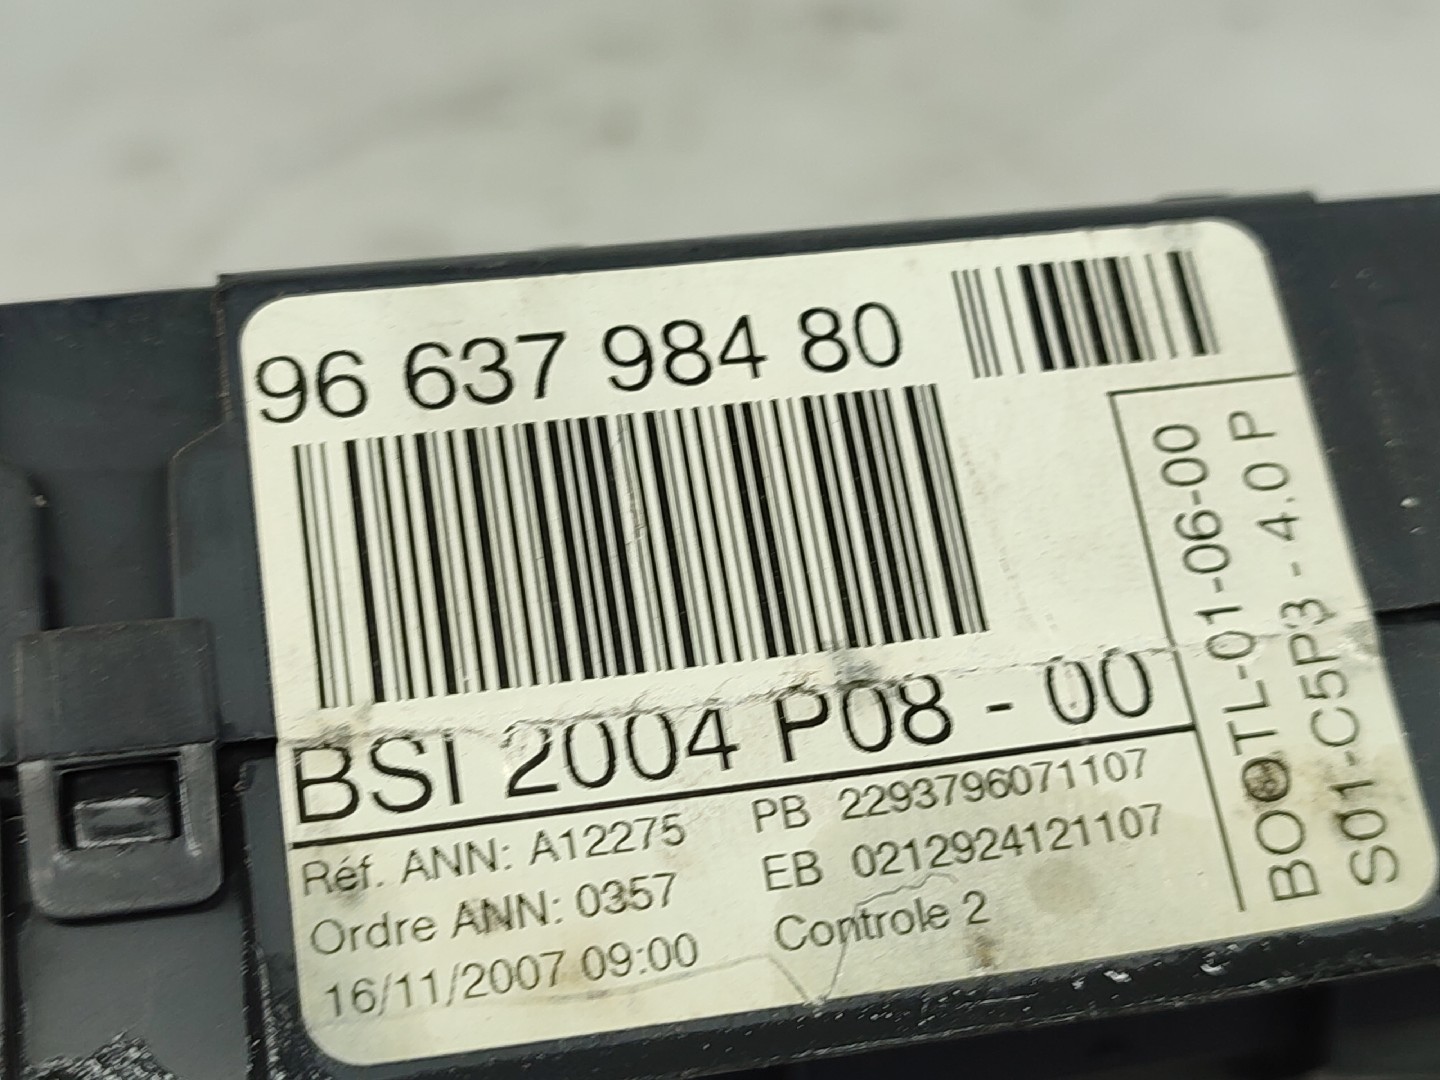 96 637 984 80
BSI 2004 P08 - 00
Réf. ANN: A12275
Ordre ANN: 0357
16/11/2007 09:00
PB 2293796071107
EB 0212924121107
Controle 2
BOOTL-01-06-00
S01-C5P3 - 4.0 P